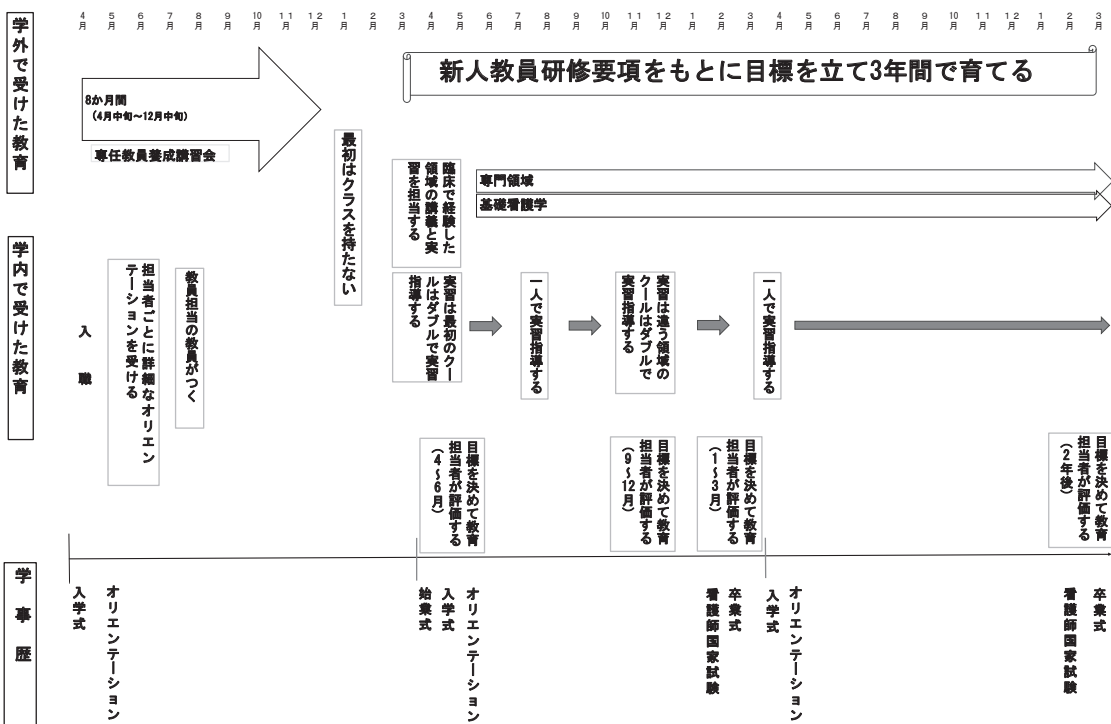 4月 5月 6月 7月 8月 9月 10月 11月 12月 1月 2月 3月 4月 5月 6月 7月 8月 9月 10月 11月 12月 1月 2月 3月 4月 5月 6月 7月 8月 9月 10月 11月 12月 1月 2月 3月
学外で受けた教育
8か月間
(4月中旬～12月中旬)
専任教員養成講習会
新人教員研修要項をもとに目標を立て3年間で育てる
最初はクラスを持たない
臨床で経験した
領域の講義と実
習を担当する
専門領域
基礎看護学
学内で受けた教育
入職
担当者ごとに詳細なオリエン
テーションを受ける
教員担当の教員がつく
実習は最初のクー
ルはダブルで実習
指導する
一人で実習指導する
実習は違う領域の
クールはダブルで
実習指導する
一人で実習指導する
目標を決めて教育
担当者が評価する
(4～6月)
目標を決めて教育
担当者が評価する
(9～12月)
目標を決めて教育
担当者が評価する
(1～3月)
目標を決めて教育
担当者が評価する
(2年後)
学事歴
入学式
オリエンテーション
始業式
入学式
オリエンテーション
看護師国家試験
卒業式
入学式
オリエンテーション
看護師国家試験
卒業式